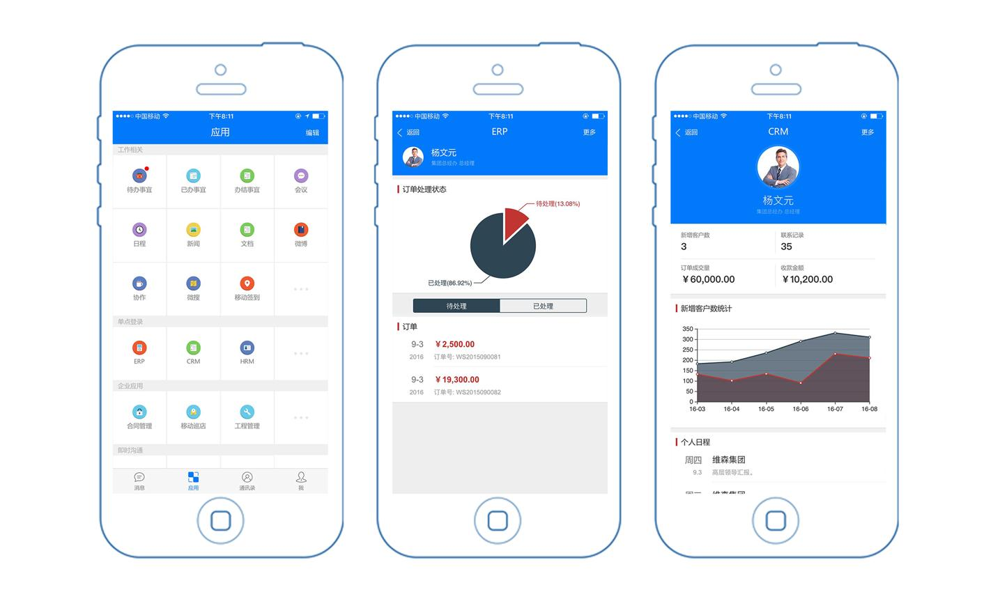 中国移动 下午8:11
应用 编辑
工作相关
待办事宜 已办事宜 办结事宜 会议
日程 新闻 文档 微博
协作 微搜 移动签到
单点登录
ERP CRM HRM
企业应用
合同管理 移动巡店 工程管理
即时沟通
消息 应用 通讯录 我
中国移动 下午8:11
返回 ERP 更多
杨文元
集团总经办 总经理
订单处理状态
待处理(13.08%)
已处理(86.92%)
待处理 已处理
订单
9-3 ￥2,500.00
2016 订单号: WS2015090081
9-3 ￥19,300.00
2016 订单号: WS2015090082
中国移动 下午8:11
返回 CRM 更多
杨文元
集团总经办 总经理
新增客户数 联系记录
3 35
订单成交量 收款金额
￥60,000.00 ￥10,200.00
新增客户数统计
350
300
250
200
150
100
50
0
16-03 16-04 16-05 16-06 16-07 16-08
个人日程
周四 维森集团
9.3 高层领导汇报。
维森集团